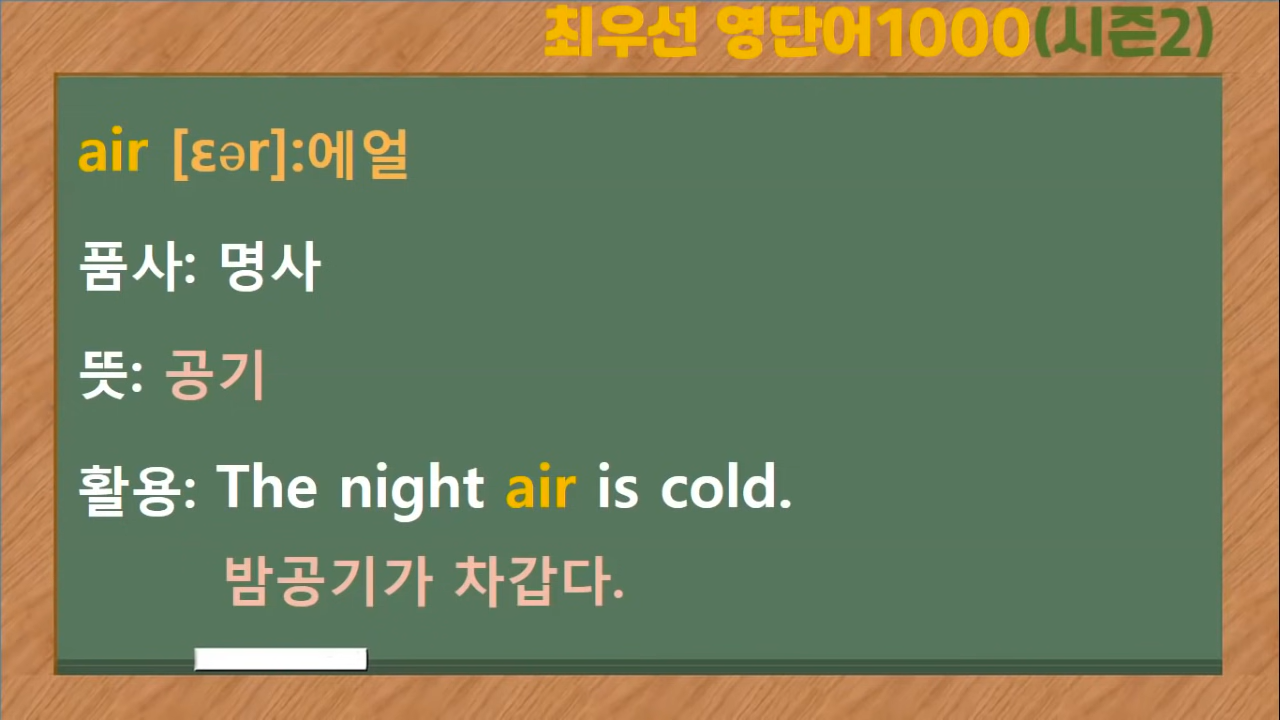 최우선 영단어1000(시즌2)
air [ɛər]:에얼
품사: 명사
뜻: 공기
활용: The night air is cold.
밤공기가 차갑다.